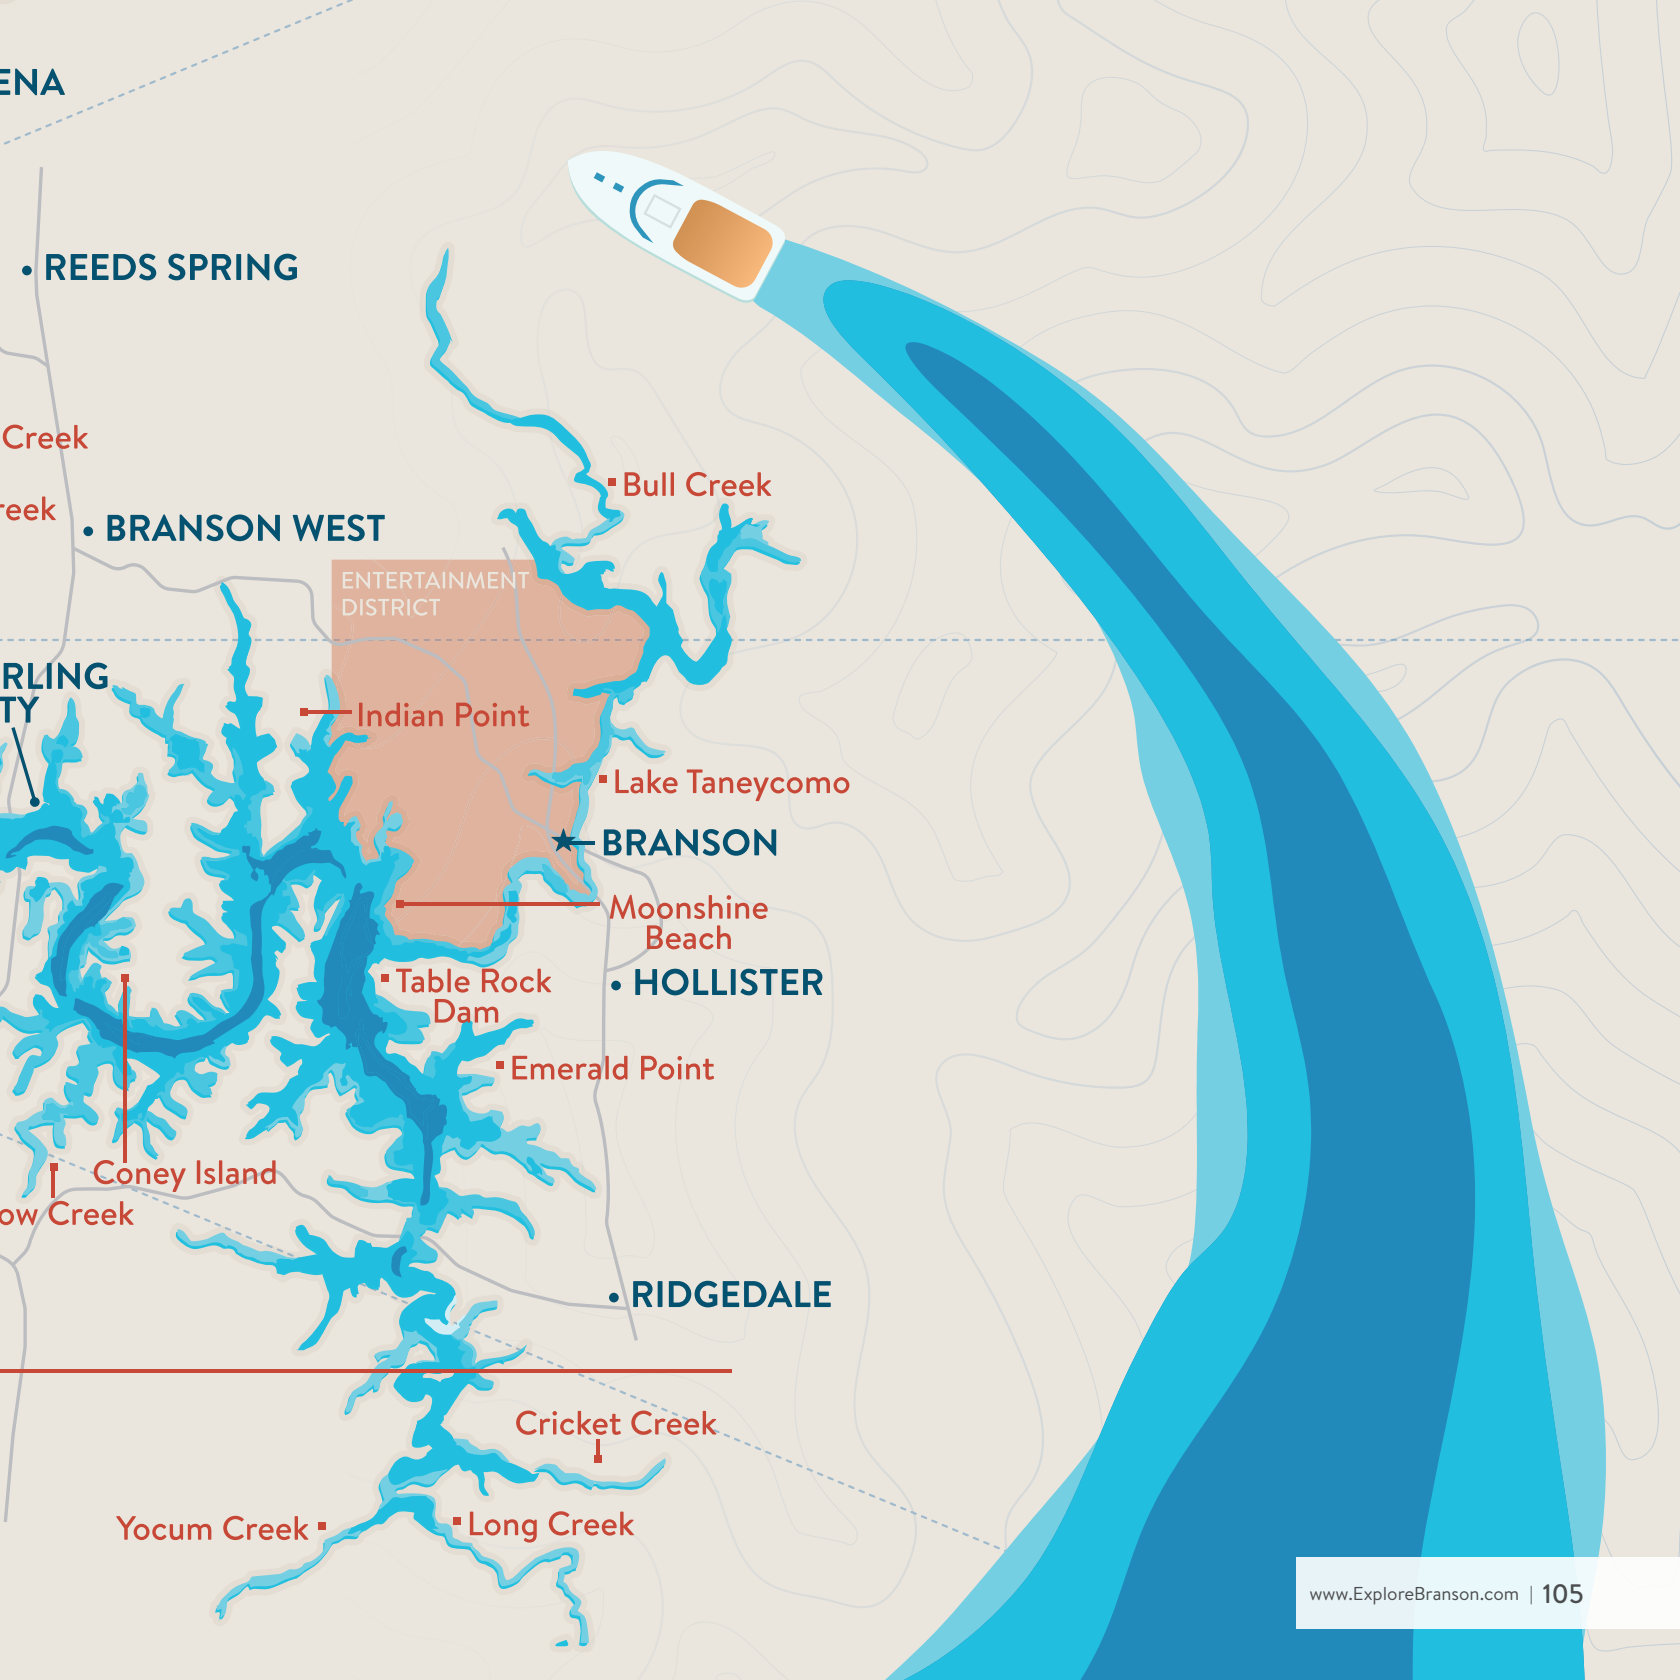 ENA
REEDS SPRING
Creek
Bull Creek
reek
BRANSON WEST
ENTERTAINMENT
DISTRICT
RLING
TY
Indian Point
Lake Taneycomo
BRANSON
Moonshine
Beach
Table Rock
Dam
HOLLISTER
Emerald Point
Coney Island
ow Creek
RIDGEDALE
Cricket Creek
Yocum Creek
Long Creek
www.ExploreBranson.com | 105